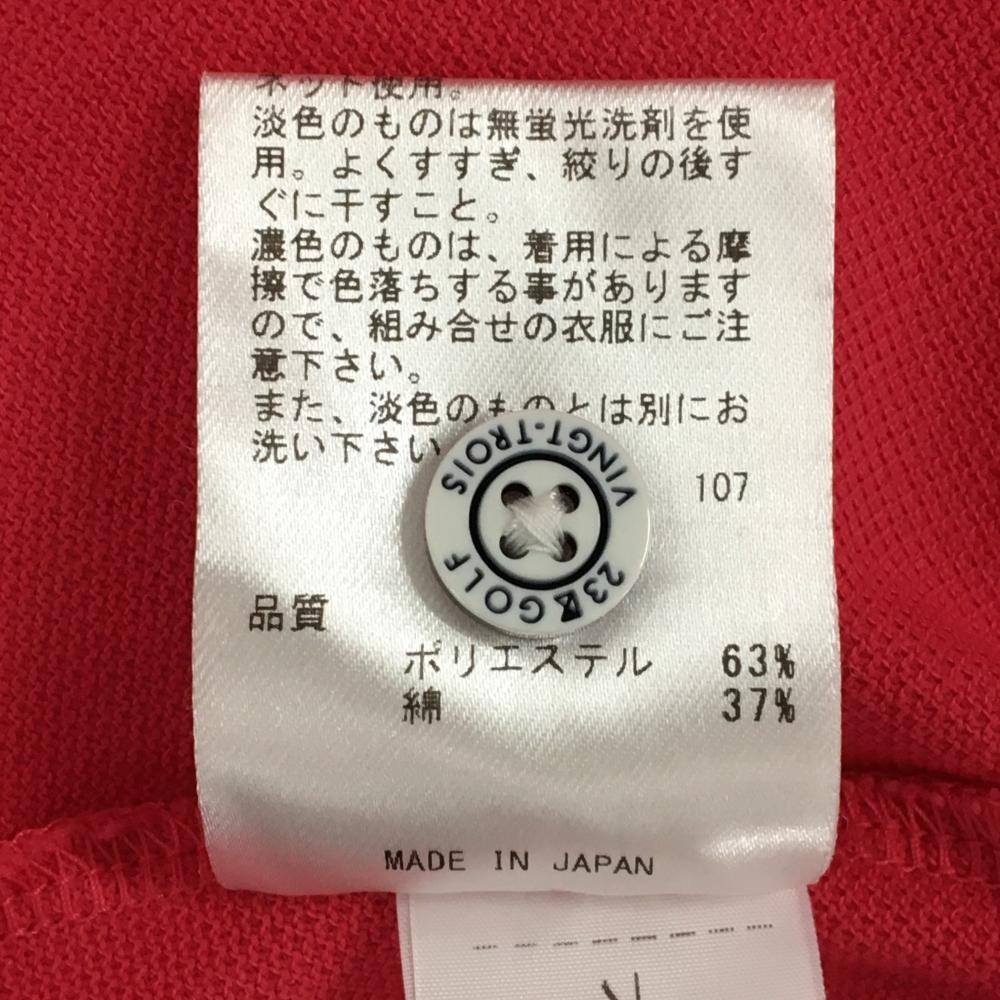 ネット使用。
淡色のものは無蛍光洗剤を使
用。よくすすぎ、絞りの後す
ぐに干すこと。
濃色のものは、着用による摩
擦で色落ちする事があります
ので、組み合せの衣服にご注
意下さい。
また、淡色のものとは別にお
洗い下さい
107
VINGT-TROIS
23区GOLF
品質
ポリエステル 63%
綿 37%
MADE IN JAPAN